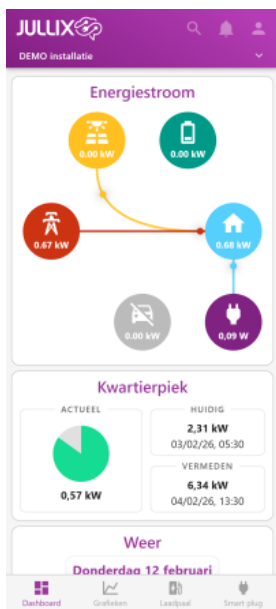 JULLIX
DEMO installatie
Energiestroom
0.00 kW
0.00 kW
0.67 kW
0.68 kW
0.00 kW
0,09 W
Kwartierpiek
ACTUEEL
0,57 kW
HUIDIG
2,31 kW
03/02/26, 05:30
VERMEDEN
6,34 kW
04/02/26, 13:30
Weer
Donderdag 12 februari
Dashboard
Grafieken
Laadpaal
Smart plug